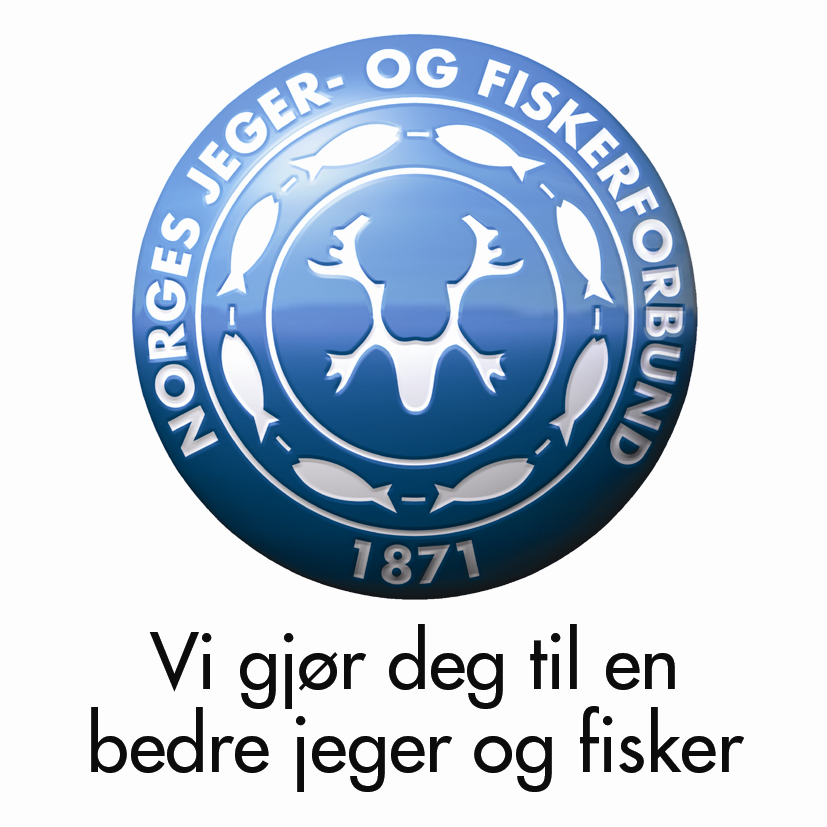 NORGES JEGER- OG FISKERFORBUND
1871
Vi gjør deg til en
bedre jeger og fisker